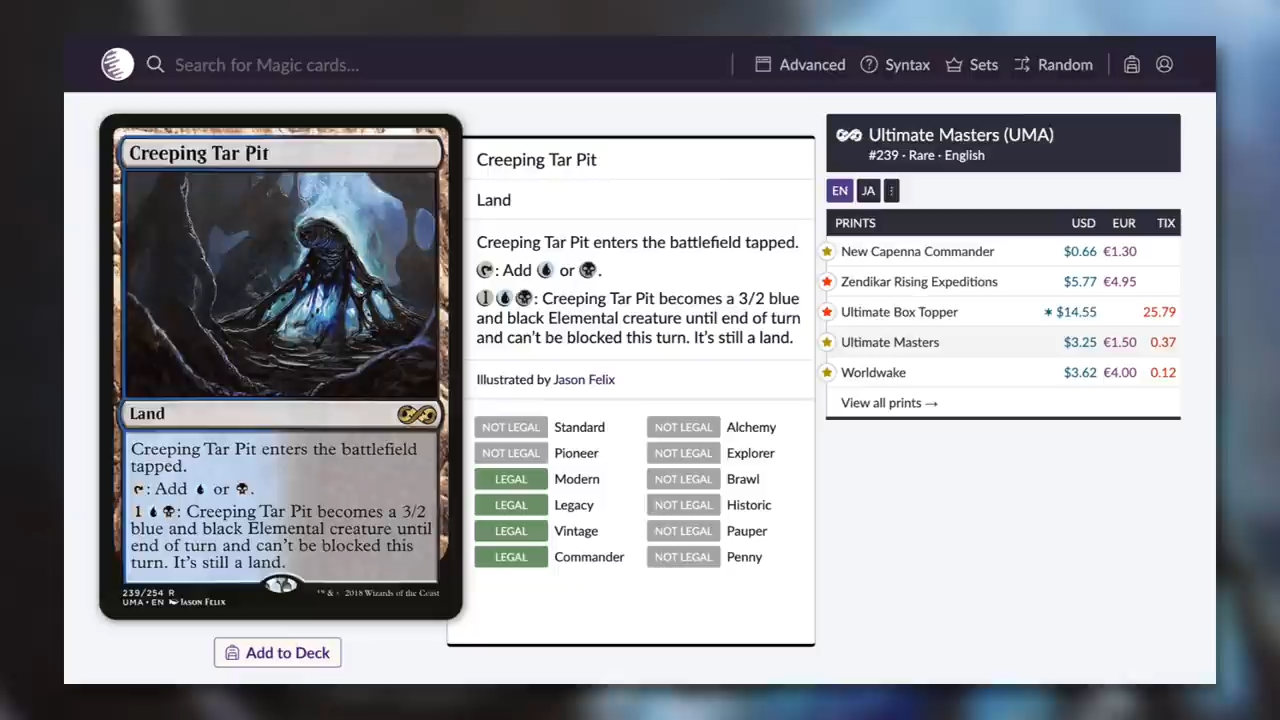 Search for Magic cards...
Advanced
Syntax
Sets
Random
Creeping Tar Pit
Land
Creeping Tar Pit enters the battlefield
tapped.
: Add or .
1 : Creeping Tar Pit becomes a 3/2
blue and black Elemental creature until
end of turn and can't be blocked this
turn. It's still a land.
239/254 R
UMA • EN JASON FELIX
™ & © 2018 Wizards of the Coast
Add to Deck
Creeping Tar Pit
Land
Creeping Tar Pit enters the battlefield tapped.
: Add or .
1 : Creeping Tar Pit becomes a 3/2 blue
and black Elemental creature until end of turn
and can't be blocked this turn. It's still a land.
Illustrated by Jason Felix
NOT LEGAL Standard NOT LEGAL Alchemy
NOT LEGAL Pioneer NOT LEGAL Explorer
LEGAL Modern NOT LEGAL Brawl
LEGAL Legacy NOT LEGAL Historic
LEGAL Vintage NOT LEGAL Pauper
LEGAL Commander NOT LEGAL Penny
Ultimate Masters (UMA)
#239 · Rare · English
EN JA
PRINTS USD EUR TIX
New Capenna Commander $0.66 €1.30
Zendikar Rising Expeditions $5.77 €4.95
Ultimate Box Topper ✶ $14.55 25.79
Ultimate Masters $3.25 €1.50 0.37
Worldwake $3.62 €4.00 0.12
View all prints →